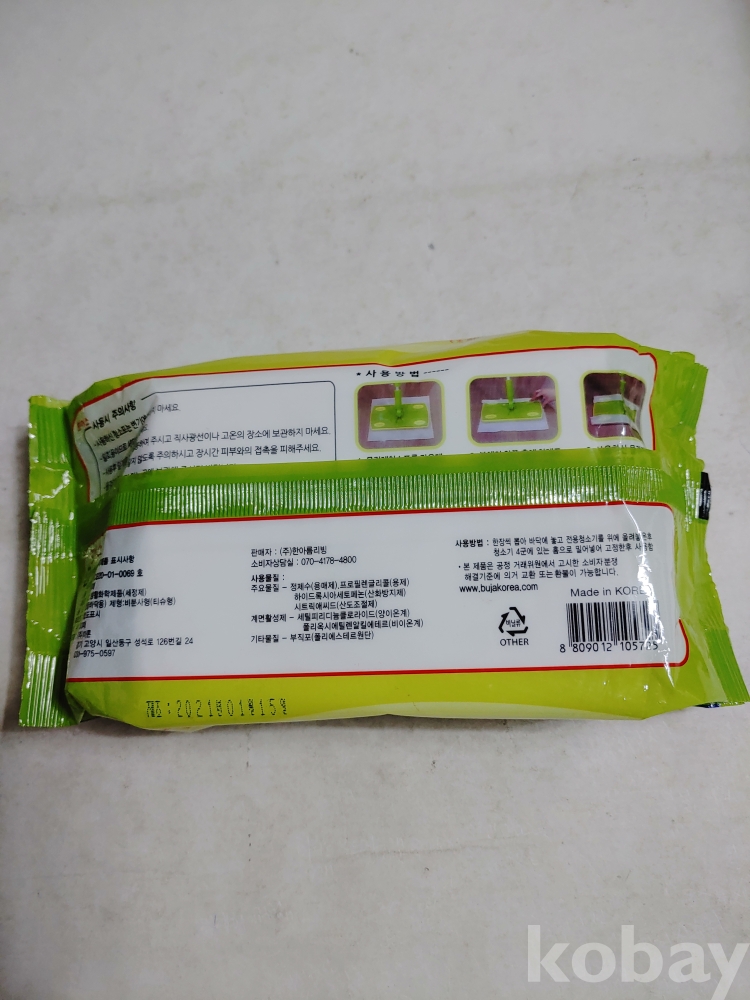 * 사용방법
사용시 주의사항
마세요.
주시고 직사광선이나 고온의 장소에 보관하지 마세요.
않도록 주의하시고 장시간 피부와의 접촉을 피해주세요.
표시사항
-01-0069 호
생활화학제품(세정제)
제형:비분사형(티슈형)
고양시 일산동구 성석로 126번길 24
975-0597
판매자 : (주)한아름리빙
소비자상담실 : 070-4178-4800
사용물질 :
주요물질 - 정제수(용매제),프로필렌글리콜(용제)
하이드록시아세토페논(산화방지제)
시트릭애씨드(산도조절제)
계면활성제 - 세틸피리디늄클로라이드(양이온계)
폴리옥시에틸렌알킬에테르(비이온계)
기타물질 - 부직포(폴리에스테르원단)
사용방법 : 한장씩 뽑아 바닥에 놓고 전용청소기를 위에 올려놓은후
청소기 4군에 있는 홈으로 밀어넣어 고정한후 사용함
· 본 제품은 공정 거래위원에서 고시한 소비자분쟁
해결기준에 의거 교환 또는 환불이 가능합니다.
www.bujakorea.com
Made in KOREA
비닐류
OTHER
8 809012 105785
제조 : 2021년01월15일
kobay